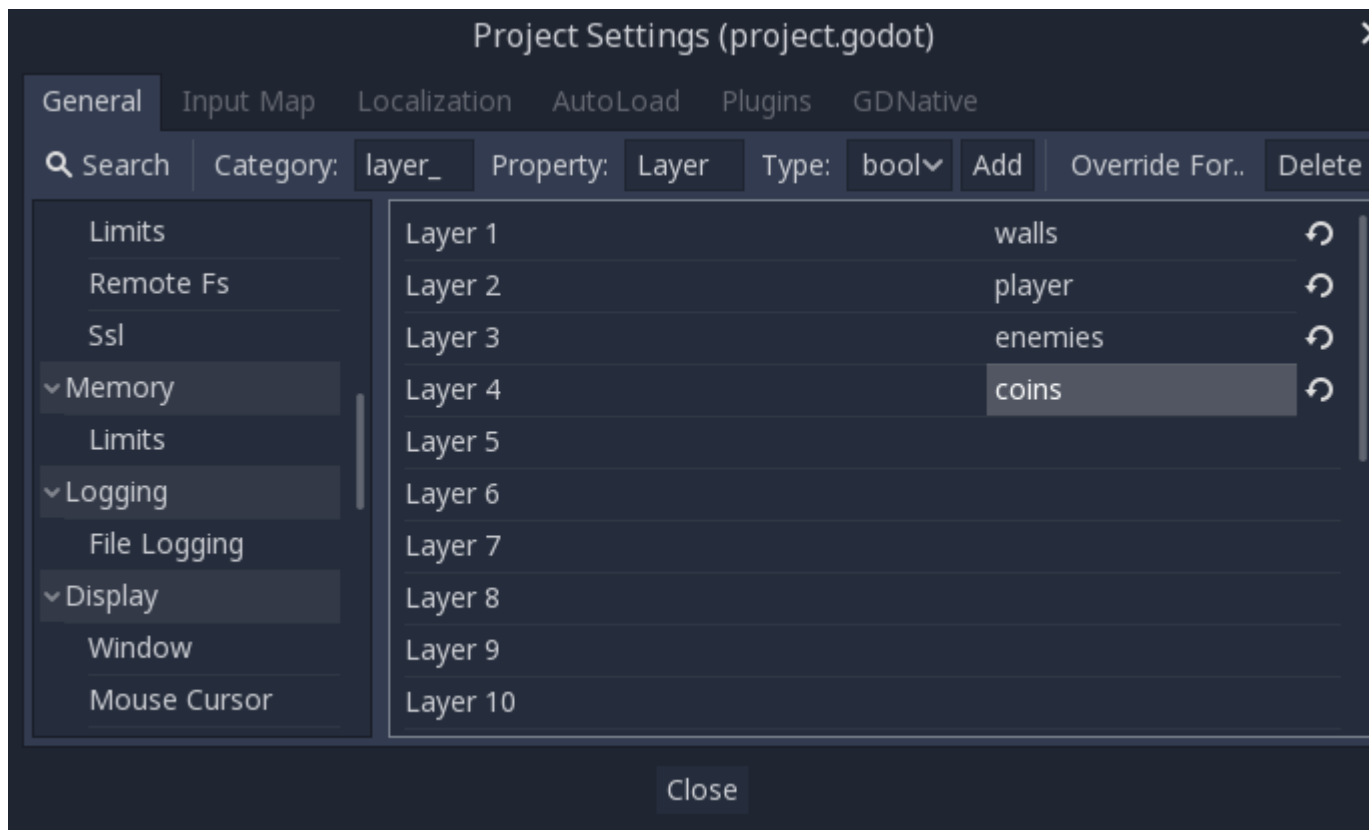 Project Settings (project.godot)
General Input Map Localization AutoLoad Plugins GDNative
Search Category: layer_ Property: Layer Type: bool Add Override For.. Delete
Limits
Remote Fs
Ssl
Memory
Limits
Logging
File Logging
Display
Window
Mouse Cursor
Layer 1 walls
Layer 2 player
Layer 3 enemies
Layer 4 coins
Layer 5
Layer 6
Layer 7
Layer 8
Layer 9
Layer 10
Close